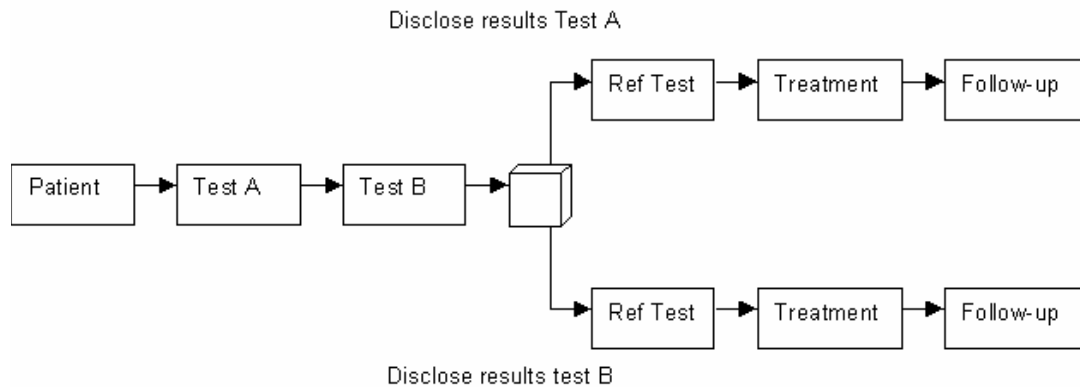 Disclose results Test A
Ref Test
Treatment
Follow-up
Patient
Test A
Test B
Ref Test
Treatment
Follow-up
Disclose results test B